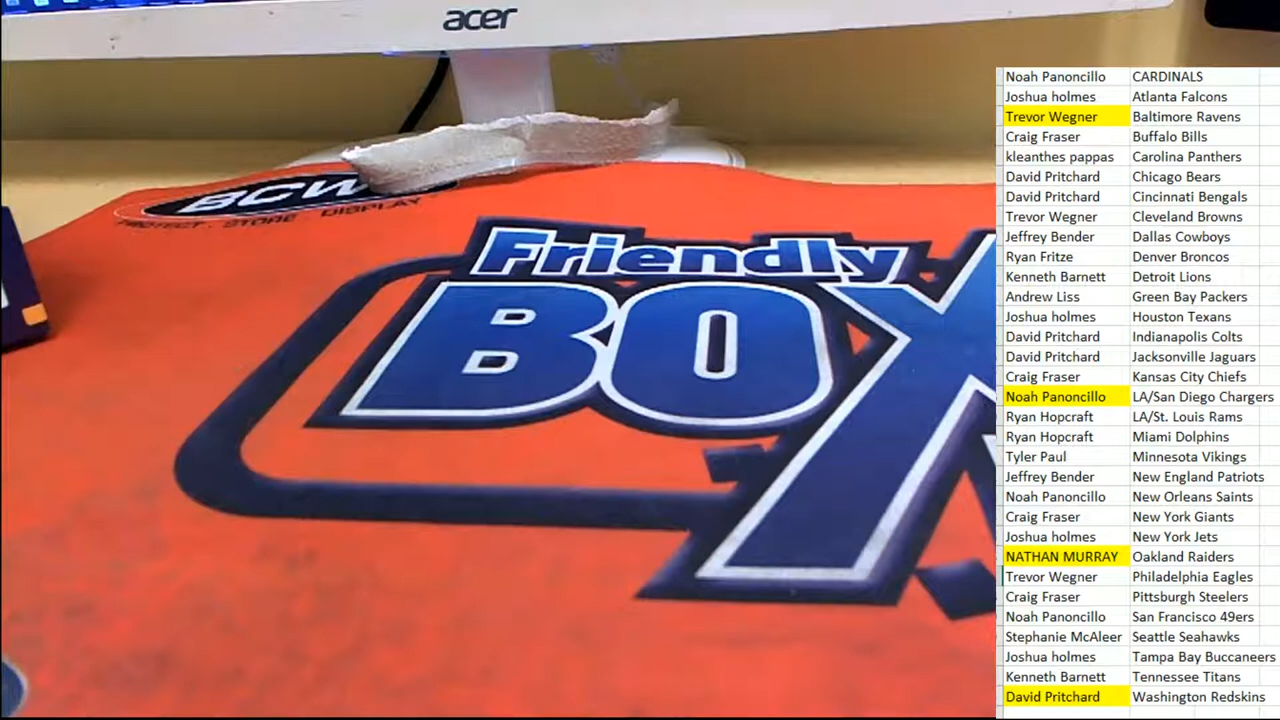 acer
BCW
PROTECT . STORE . DISPLAY
Friendly
BOX
Noah Panoncillo CARDINALS
Joshua holmes Atlanta Falcons
Trevor Wegner Baltimore Ravens
Craig Fraser Buffalo Bills
kleanthes pappas Carolina Panthers
David Pritchard Chicago Bears
David Pritchard Cincinnati Bengals
Trevor Wegner Cleveland Browns
Jeffrey Bender Dallas Cowboys
Ryan Fritze Denver Broncos
Kenneth Barnett Detroit Lions
Andrew Liss Green Bay Packers
Joshua holmes Houston Texans
David Pritchard Indianapolis Colts
David Pritchard Jacksonville Jaguars
Craig Fraser Kansas City Chiefs
Noah Panoncillo LA/San Diego Chargers
Ryan Hopcraft LA/St. Louis Rams
Ryan Hopcraft Miami Dolphins
Tyler Paul Minnesota Vikings
Jeffrey Bender New England Patriots
Noah Panoncillo New Orleans Saints
Craig Fraser New York Giants
Joshua holmes New York Jets
NATHAN MURRAY Oakland Raiders
Trevor Wegner Philadelphia Eagles
Craig Fraser Pittsburgh Steelers
Noah Panoncillo San Francisco 49ers
Stephanie McAleer Seattle Seahawks
Joshua holmes Tampa Bay Buccaneers
Kenneth Barnett Tennessee Titans
David Pritchard Washington Redskins